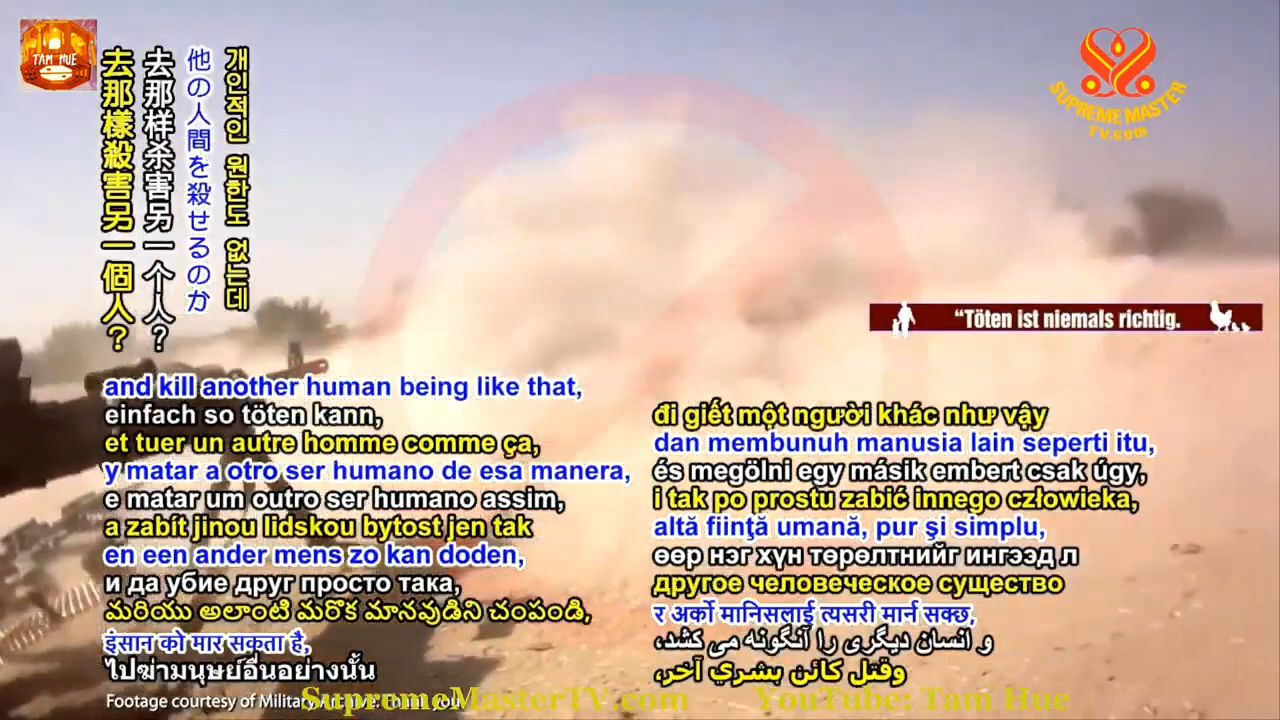 TAM HUE
去那樣殺害另一個人？
去那样杀害另一个人？
他の人間を殺せるのか
개인적인 원한도 없는데
SUPREME MASTER
TV.com
“Töten ist niemals richtig.
and kill another human being like that,
einfach so töten kann,
et tuer un autre homme comme ça,
y matar a otro ser humano de esa manera,
e matar um outro ser humano assim,
a zabít jinou lidskou bytost jen tak
en een ander mens zo kan doden,
и да убие друг просто така,
మరియు అలాంటి మరొక మానవుడిని చంపండి,
इंसान को मार सकता है,
ไปฆ่ามนุษย์อื่นอย่างนั้น
đi giết một người khác như vậy
dan membunuh manusia lain seperti itu,
és megölni egy másik embert csak úgy,
i tak po prostu zabić innego człowieka,
altă fiinţă umană, pur şi simplu,
өөр нэг хүн төрөлтнийг ингээд л
другое человеческое существо
र अर्को मानिसलाई त्यसरी मार्न सक्छ,
و انسان دیگری را آنگونه می کشد،
وقتل كائن بشري آخر،
Footage courtesy of Military
SupremeMasterTV.com YouTube: Tam Hue